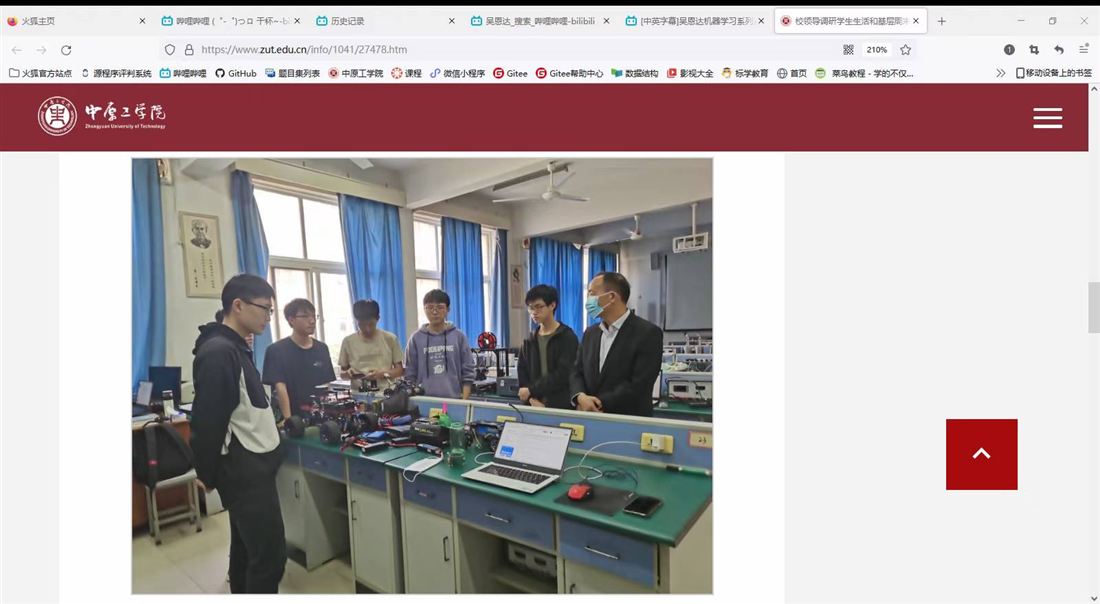 火狐主页
哔哩哔哩 (゜-゜)つロ 干杯~-bi
历史记录
吴恩达_搜索_哔哩哔哩-bilibili
[中英字幕]吴恩达机器学习系列
校领导调研学生生活和基层周末
https://www.zut.edu.cn/info/1041/27478.htm
210%
火狐官方站点
源程序评判系统
哔哩哔哩
GitHub
题目集列表
中原工学院
课程
微信小程序
Gitee
Gitee帮助中心
数据结构
影视大全
标学教育
首页
菜鸟教程 - 学的不仅...
移动设备上的书签
中原工学院
Zhongyuan University of Technology